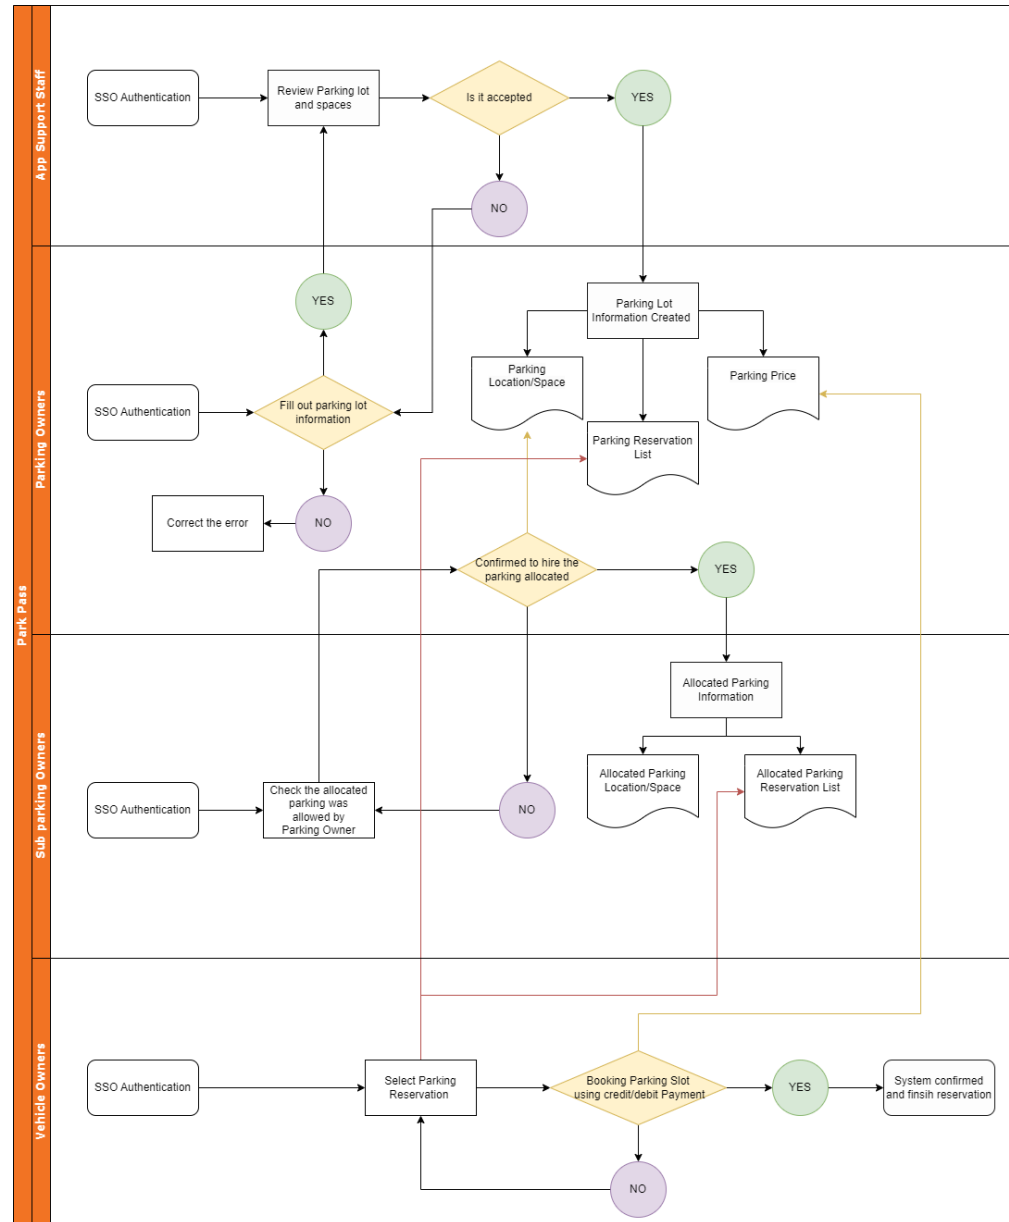 Park Pass
App Support Staff
SSO Authentication
Review Parking lot
and spaces
Is it accepted
YES
NO
Parking Owners
YES
Parking Lot
Information Created
Parking
Location/Space
Parking Price
SSO Authentication
Fill out parking lot
information
Parking Reservation
List
Correct the error
NO
Confirmed to hire the
parking allocated
YES
Sub parking Owners
Allocated Parking
Information
Allocated Parking
Location/Space
Allocated Parking
Reservation List
SSO Authentication
Check the allocated
parking was
allowed by
Parking Owner
NO
Vehicle Owners
SSO Authentication
Select Parking
Reservation
Booking Parking Slot
using credit/debit Payment
YES
System confirmed
and finsih reservation
NO